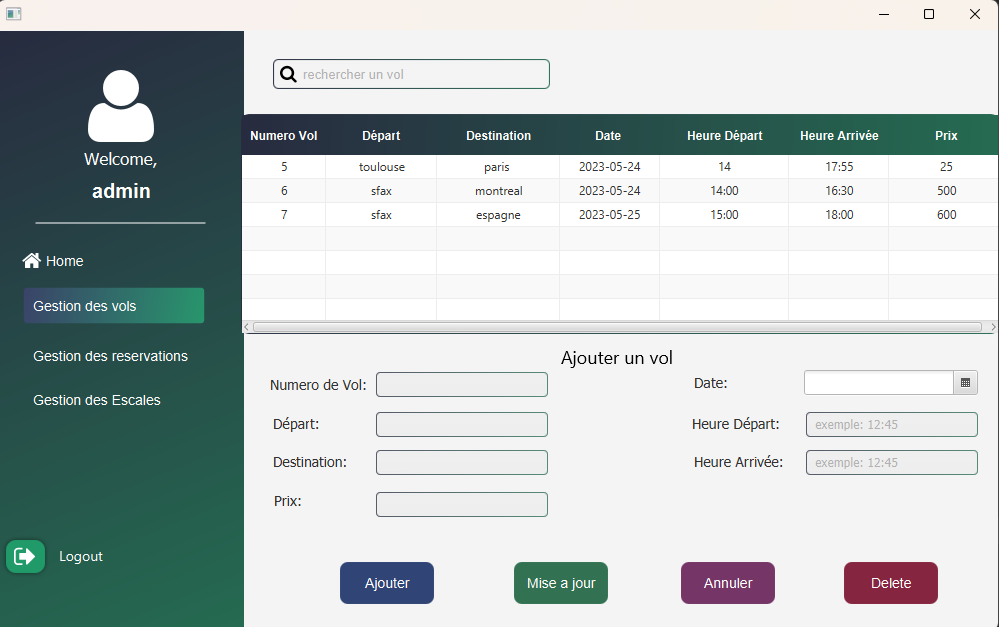 Welcome,
admin
Home
Gestion des vols
Gestion des reservations
Gestion des Escales
Logout
rechercher un vol
Numero Vol Départ Destination Date Heure Départ Heure Arrivée Prix
5 toulouse paris 2023-05-24 14 17:55 25
6 sfax montreal 2023-05-24 14:00 16:30 500
7 sfax espagne 2023-05-25 15:00 18:00 600
Ajouter un vol
Numero de Vol:
Date:
Départ:
Heure Départ: exemple: 12:45
Destination:
Heure Arrivée: exemple: 12:45
Prix:
Ajouter Mise a jour Annuler Delete